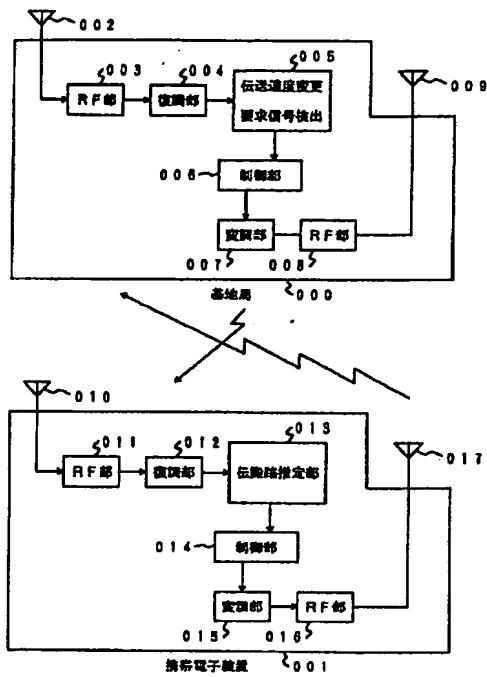 002
003
004
005
009
RF部
復調部
伝送速度変更
要求信号検出
006
制御部
変調部
RF部
007
008
基地局
000
010
011
012
013
017
RF部
復調部
伝搬路推定部
014
制御部
変調部
RF部
015
016
携帯電子装置
001